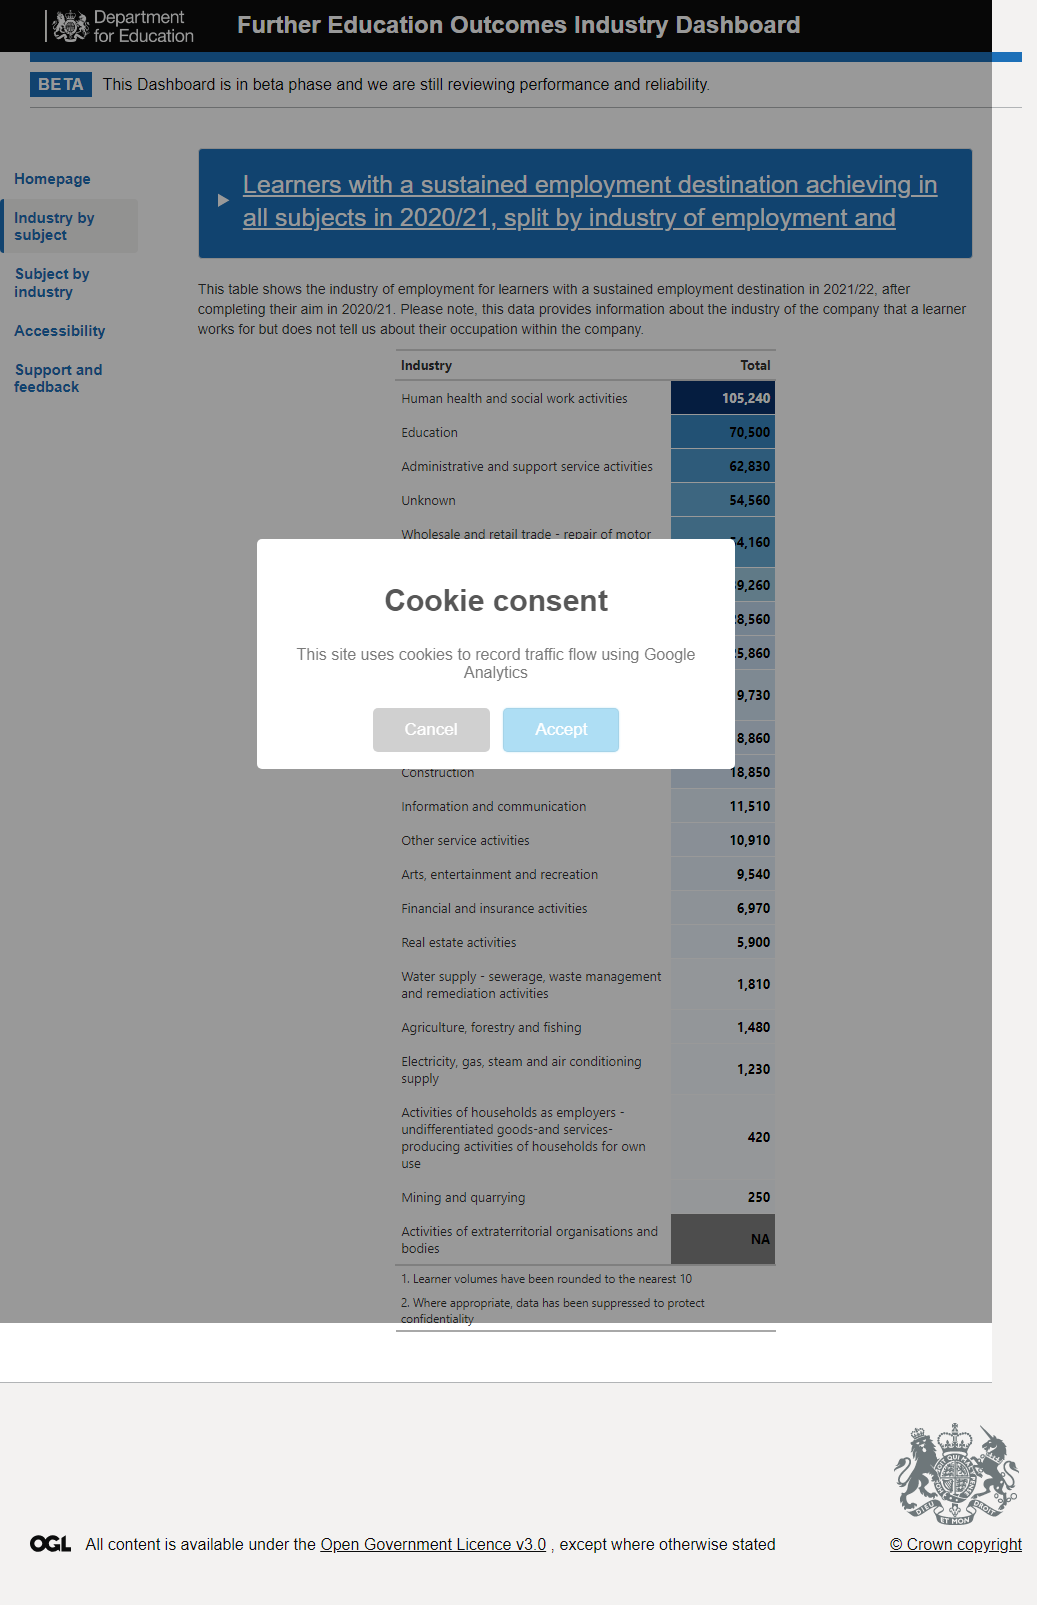 Department
for Education
Further Education Outcomes Industry Dashboard
BETA This Dashboard is in beta phase and we are still reviewing performance and reliability.
Homepage
Industry by
subject
Subject by
industry
Accessibility
Support and
feedback
Learners with a sustained employment destination achieving in
all subjects in 2020/21, split by industry of employment and
This table shows the industry of employment for learners with a sustained employment destination in 2021/22, after
completing their aim in 2020/21. Please note, this data provides information about the industry of the company that a learner
works for but does not tell us about their occupation within the company.
Industry Total
Human health and social work activities 105,240
Education 70,500
Administrative and support service activities 62,830
Unknown 54,560
Wholesale and retail trade - repair of motor
4,160
9,260
8,560
5,860
9,730
8,860
Cookie consent
This site uses cookies to record traffic flow using Google
Analytics
Cancel Accept
Construction 18,850
Information and communication 11,510
Other service activities 10,910
Arts, entertainment and recreation 9,540
Financial and insurance activities 6,970
Real estate activities 5,900
Water supply - sewerage, waste management
and remediation activities 1,810
Agriculture, forestry and fishing 1,480
Electricity, gas, steam and air conditioning
supply 1,230
Activities of households as employers -
undifferentiated goods-and services-
producing activities of households for own
use 420
Mining and quarrying 250
Activities of extraterritorial organisations and
bodies NA
1. Learner volumes have been rounded to the nearest 10
2. Where appropriate, data has been suppressed to protect
confidentiality
DIEU ET MON DROIT
OGL All content is available under the Open Government Licence v3.0 , except where otherwise stated
© Crown copyright